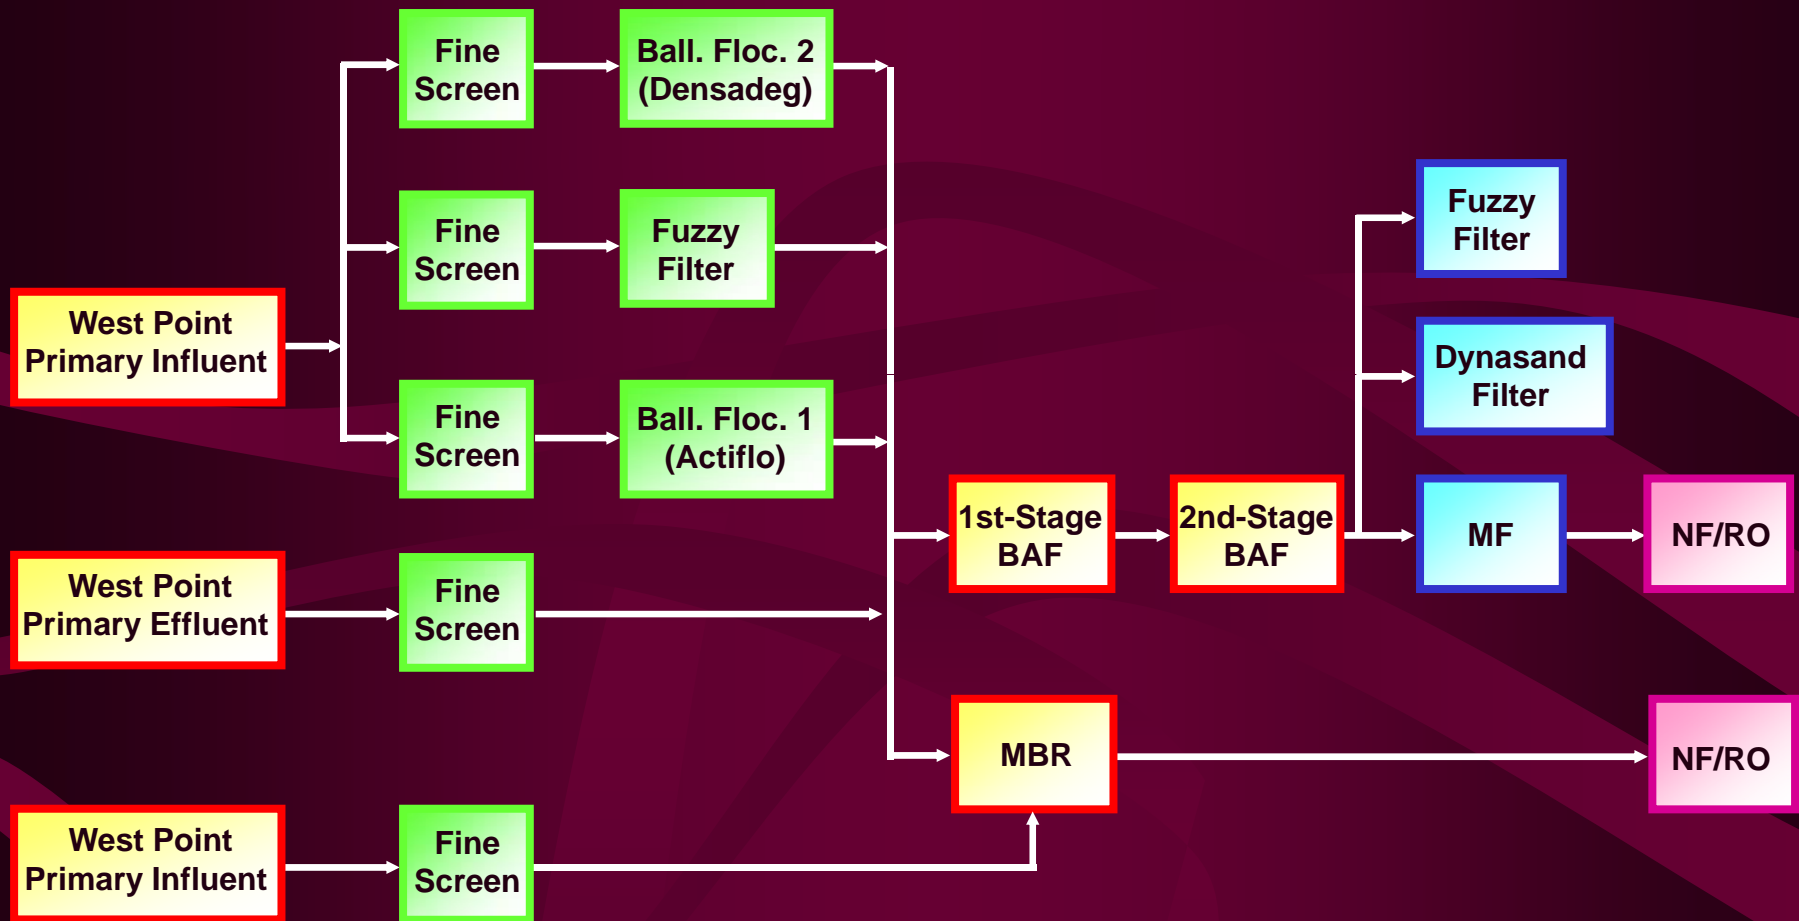 Fine
Screen
Ball. Floc. 2
(Densadeg)
Fine
Screen
Fuzzy
Filter
Fuzzy
Filter
West Point
Primary Influent
Dynasand
Filter
Fine
Screen
Ball. Floc. 1
(Actiflo)
1st-Stage
BAF
2nd-Stage
BAF
MF
NF/RO
West Point
Primary Effluent
Fine
Screen
MBR
NF/RO
West Point
Primary Influent
Fine
Screen